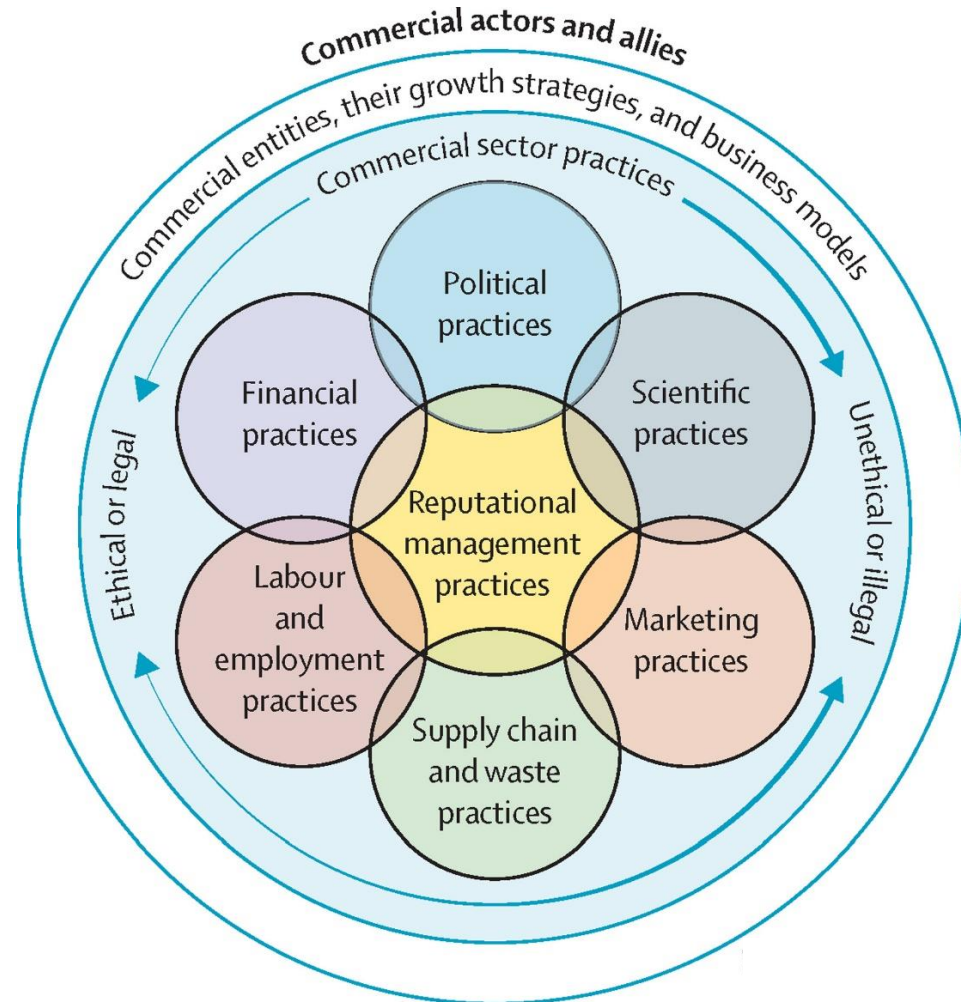 Commercial actors and allies
Commercial entities, their growth strategies, and business models
Commercial sector practices
Political
practices
Financial
practices
Scientific
practices
Ethical or legal
Unethical or illegal
Reputational
management
practices
Labour
and
employment
practices
Marketing
practices
Supply chain
and waste
practices